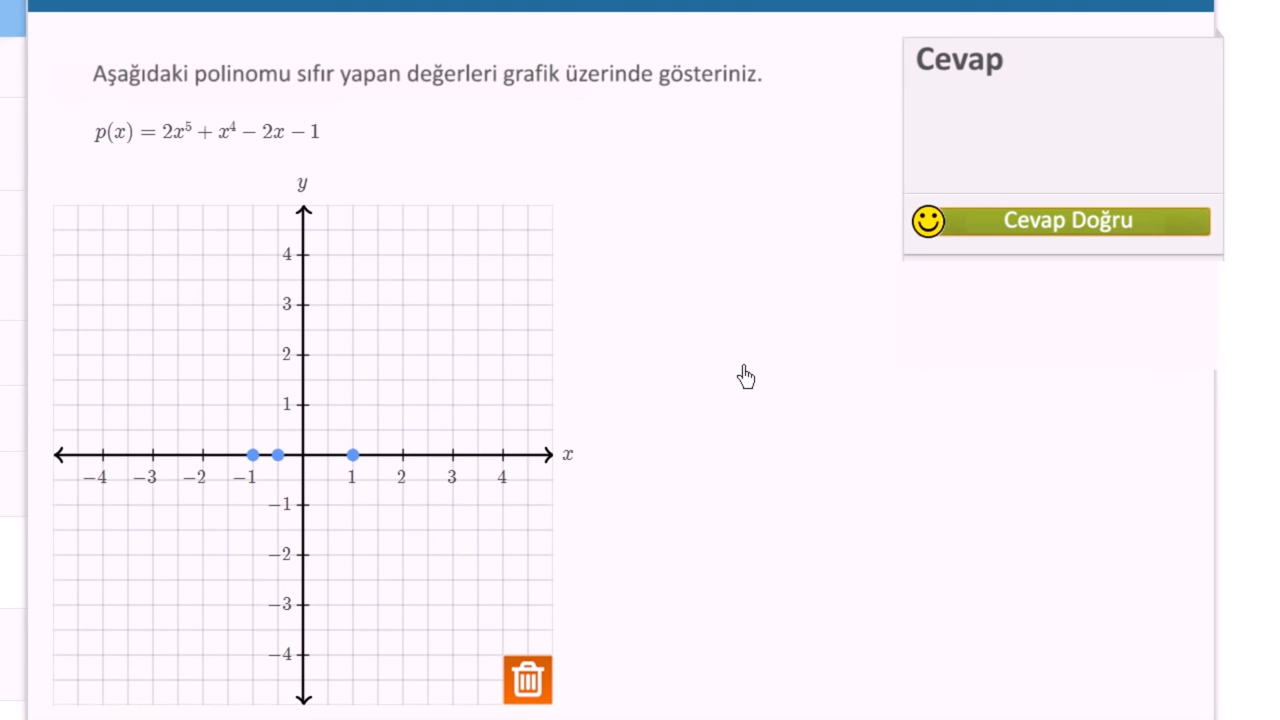 Aşağıdaki polinomu sıfır yapan değerleri grafik üzerinde gösteriniz.
p(x) = 2x⁵ + x⁴ − 2x − 1
Cevap
Cevap Doğru
y
4
3
2
1
x
−4 −3 −2 −1 1 2 3 4
−1
−2
−3
−4